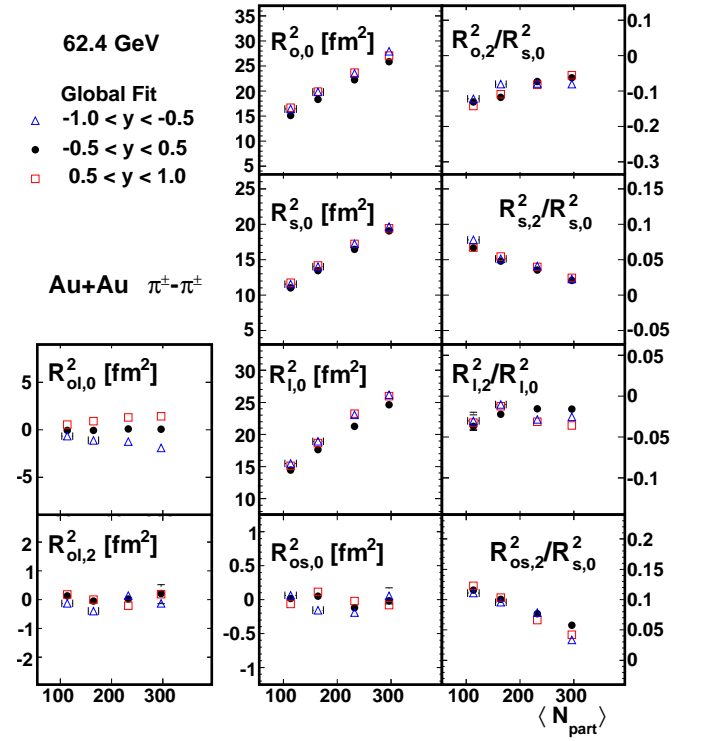 62.4 GeV
Global Fit
-1.0 < y < -0.5
-0.5 < y < 0.5
0.5 < y < 1.0
Au+Au π±-π±
R²o,0 [fm²]
35
30
25
20
15
10
5
R²o,2/R²s,0
0.1
0
-0.1
-0.2
-0.3
R²s,0 [fm²]
25
20
15
10
5
R²s,2/R²s,0
0.15
0.1
0.05
0
-0.05
R²ol,0 [fm²]
5
0
-5
R²l,0 [fm²]
30
25
20
15
10
R²l,2/R²l,0
0.05
0
-0.05
-0.1
R²ol,2 [fm²]
2
1
0
-1
-2
R²os,0 [fm²]
1
0.5
0
-0.5
-1
R²os,2/R²s,0
0.2
0.15
0.1
0.05
0
100 200 300
100 200 300
100 200 300
⟨ Npart ⟩